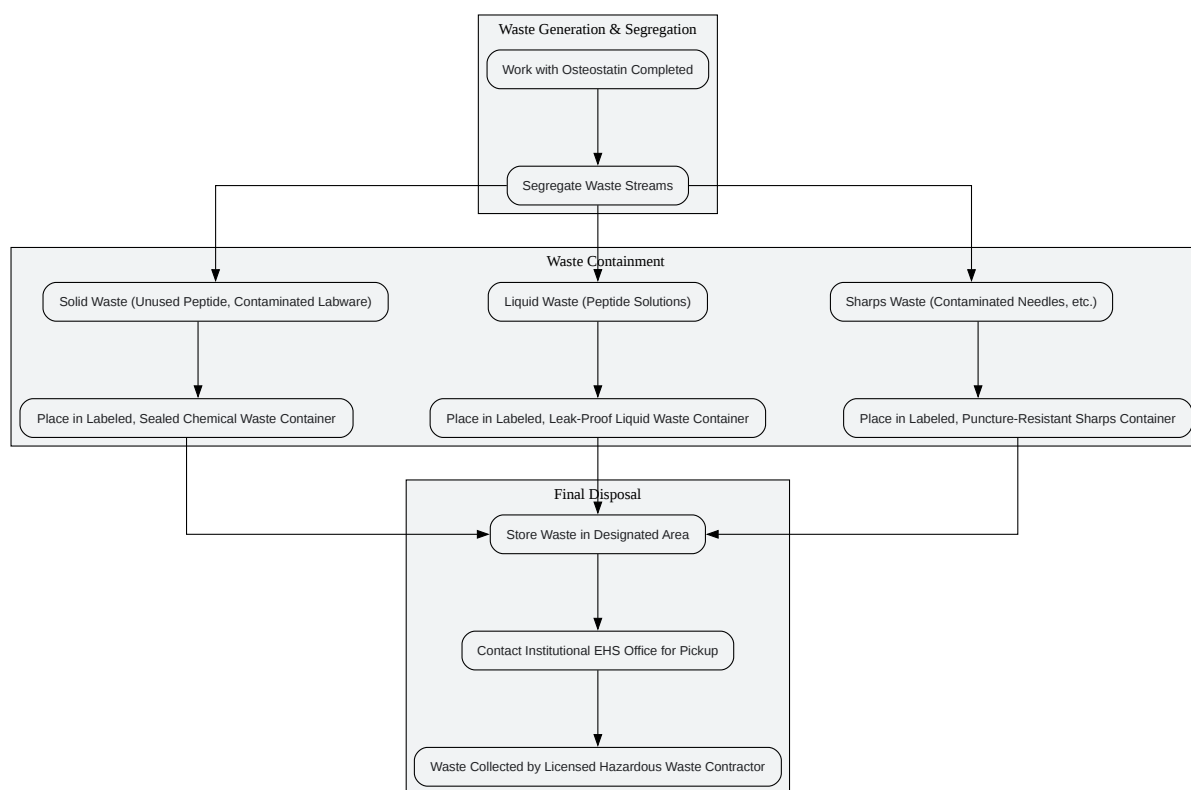 Waste Generation & Segregation
Work with Osteostatin Completed
Segregate Waste Streams
Waste Containment
Solid Waste (Unused Peptide, Contaminated Labware)
Liquid Waste (Peptide Solutions)
Sharps Waste (Contaminated Needles, etc.)
Place in Labeled, Sealed Chemical Waste Container
Place in Labeled, Leak-Proof Liquid Waste Container
Place in Labeled, Puncture-Resistant Sharps Container
Final Disposal
Store Waste in Designated Area
Contact Institutional EHS Office for Pickup
Waste Collected by Licensed Hazardous Waste Contractor